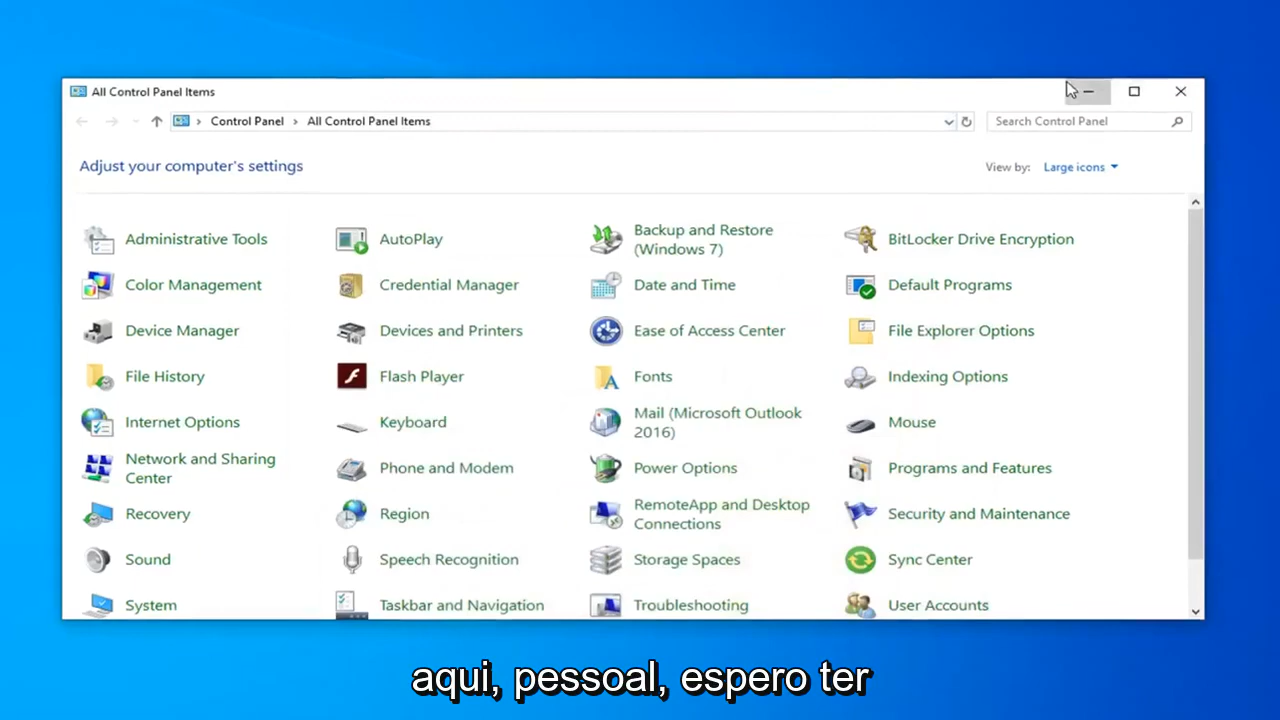 All Control Panel Items
Control Panel > All Control Panel Items
Search Control Panel
Adjust your computer's settings
View by: Large icons
Administrative Tools
AutoPlay
Backup and Restore
(Windows 7)
BitLocker Drive Encryption
Color Management
Credential Manager
Date and Time
Default Programs
Device Manager
Devices and Printers
Ease of Access Center
File Explorer Options
File History
Flash Player
Fonts
Indexing Options
Internet Options
Keyboard
Mail (Microsoft Outlook
2016)
Mouse
Network and Sharing
Center
Phone and Modem
Power Options
Programs and Features
Recovery
Region
RemoteApp and Desktop
Connections
Security and Maintenance
Sound
Speech Recognition
Storage Spaces
Sync Center
System
Taskbar and Navigation
Troubleshooting
User Accounts
aqui, pessoal, espero ter